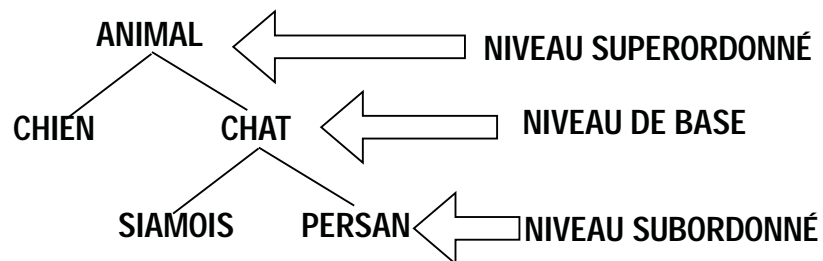 ANIMAL
NIVEAU SUPERORDONNÉ
CHIEN CHAT NIVEAU DE BASE
SIAMOIS PERSAN NIVEAU SUBORDONNÉ